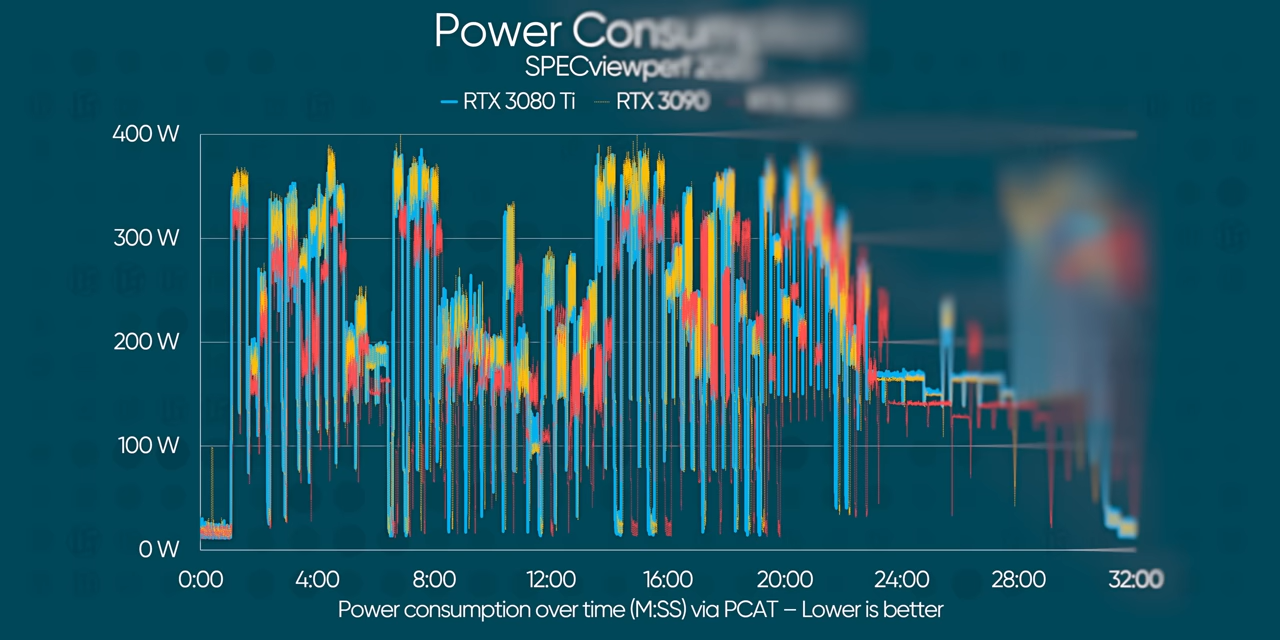 Power Consumption
SPECviewperf
RTX 3080 Ti RTX 3090
400 W
300 W
200 W
100 W
0 W
0:00 4:00 8:00 12:00 16:00 20:00 24:00 28:00 32:00
Power consumption over time (M:SS) via PCAT – Lower is better